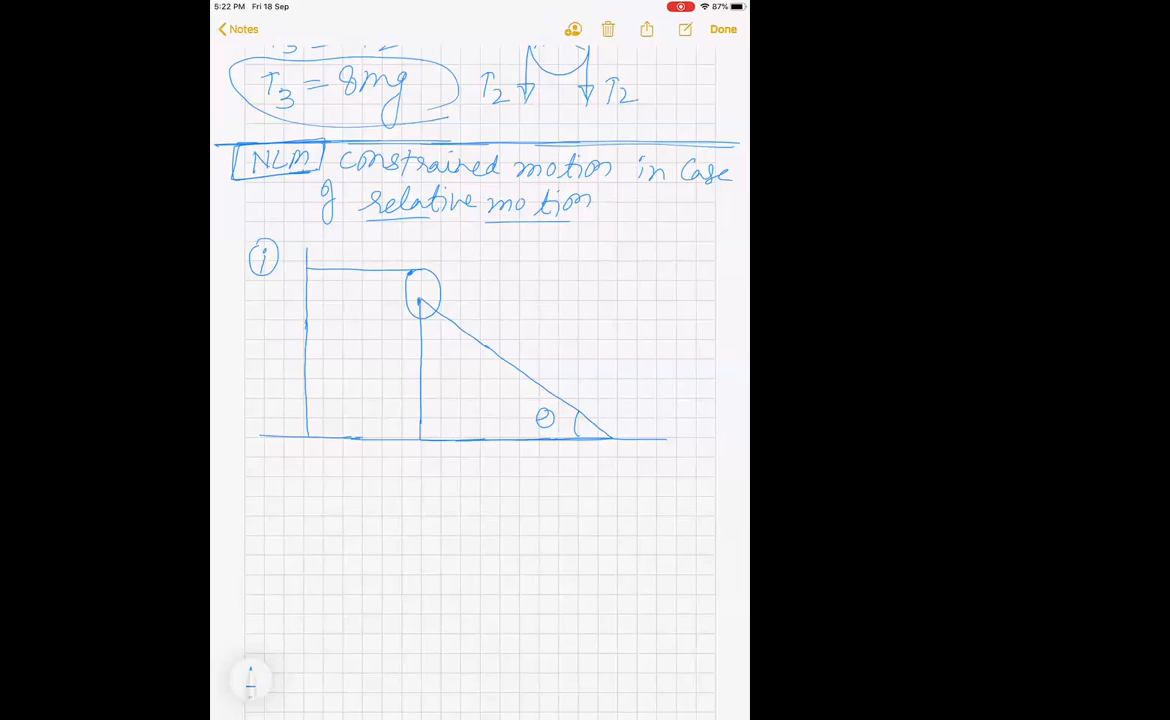 5:22 PM Fri 18 Sep 87%
Notes Done
T3 = 8mg T2 T2
NLM constrained motion in case
of relative motion
i
θ